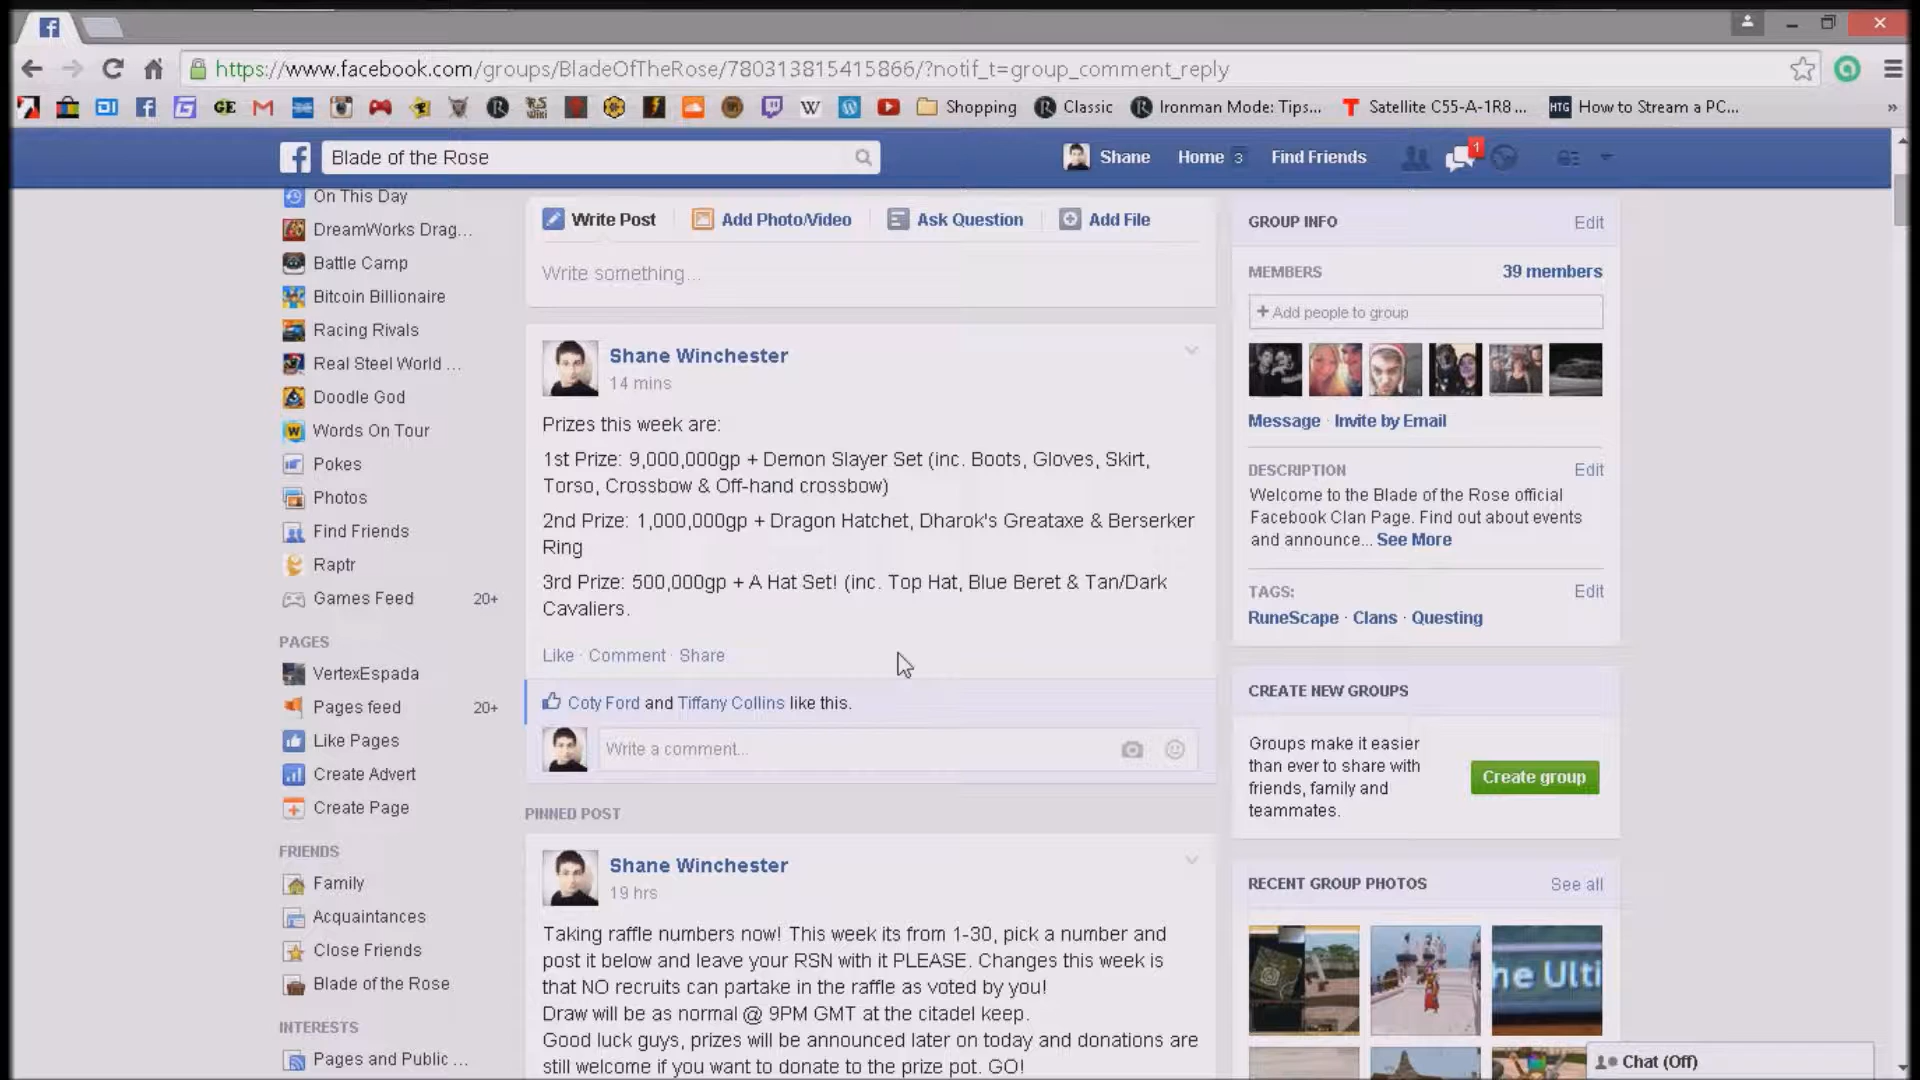 https://www.facebook.com/groups/BladeOfTheRose/780313815415866/?notif_t=group_comment_reply
GE
RS Wiki
W
Shopping
Classic
Ironman Mode: Tips...
Satellite C55-A-1R8 ...
HTG
How to Stream a PC...
»
Blade of the Rose
Shane
Home 3
Find Friends
1
On This Day
DreamWorks Drag...
Battle Camp
Bitcoin Billionaire
Racing Rivals
Real Steel World ...
Doodle God
Words On Tour
Pokes
Photos
Find Friends
Raptr
Games Feed 20+
PAGES
VertexEspada
Pages feed 20+
Like Pages
Create Advert
Create Page
FRIENDS
Family
Acquaintances
Close Friends
Blade of the Rose
INTERESTS
Pages and Public ...
Write Post
Add Photo/Video
Ask Question
Add File
Write something...
Shane Winchester
14 mins
Prizes this week are:
1st Prize: 9,000,000gp + Demon Slayer Set (inc. Boots, Gloves, Skirt,
Torso, Crossbow & Off-hand crossbow)
2nd Prize: 1,000,000gp + Dragon Hatchet, Dharok's Greataxe & Berserker
Ring
3rd Prize: 500,000gp + A Hat Set! (inc. Top Hat, Blue Beret & Tan/Dark
Cavaliers.
Like · Comment · Share
Coty Ford and Tiffany Collins like this.
Write a comment...
PINNED POST
Shane Winchester
19 hrs
Taking raffle numbers now! This week its from 1-30, pick a number and
post it below and leave your RSN with it PLEASE. Changes this week is
that NO recruits can partake in the raffle as voted by you!
Draw will be as normal @ 9PM GMT at the citadel keep.
Good luck guys, prizes will be announced later on today and donations are
still welcome if you want to donate to the prize pot. GO!
GROUP INFO Edit
MEMBERS 39 members
+ Add people to group
Message · Invite by Email
DESCRIPTION Edit
Welcome to the Blade of the Rose official
Facebook Clan Page. Find out about events
and announce... See More
TAGS: Edit
RuneScape · Clans · Questing
CREATE NEW GROUPS
Groups make it easier
than ever to share with
friends, family and
teammates.
Create group
RECENT GROUP PHOTOS See all
he Ulti
Chat (Off)